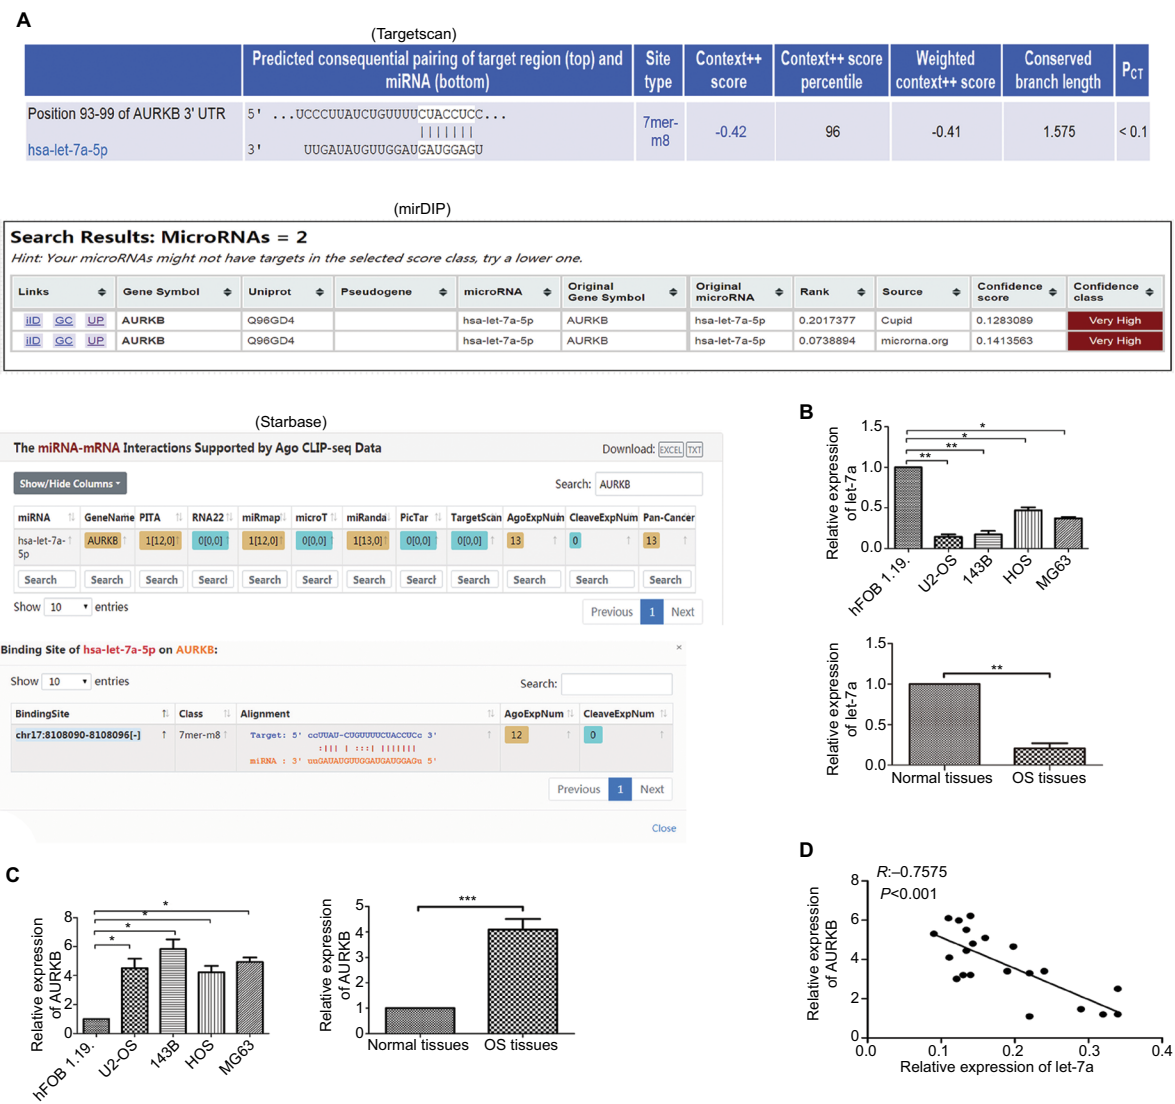 A
(Targetscan)
Predicted consequential pairing of target region (top) and miRNA (bottom)
Site type
Context++ score
Context++ score percentile
Weighted context++ score
Conserved branch length
PCT
Position 93-99 of AURKB 3' UTR
5' ...UCCCUUAUCUGUUUUCUACCUCC...
hsa-let-7a-5p
3' UUGAUAUGUUGGAUGAUGGAGU
7mer-m8
-0.42
96
-0.41
1.575
< 0.1
(mirDIP)
Search Results: MicroRNAs = 2
Hint: Your microRNAs might not have targets in the selected score class, try a lower one.
Links Gene Symbol Uniprot Pseudogene microRNA Original Gene Symbol Original microRNA Rank Source Confidence score Confidence class
iID GC UP AURKB Q96GD4 hsa-let-7a-5p AURKB hsa-let-7a-5p 0.2017377 Cupid 0.1283089 Very High
iID GC UP AURKB Q96GD4 hsa-let-7a-5p AURKB hsa-let-7a-5p 0.0738894 microrna.org 0.1413563 Very High
(Starbase)
The miRNA-mRNA Interactions Supported by Ago CLIP-seq Data
Download: EXCEL TXT
Show/Hide Columns
Search: AURKB
miRNA GeneName PITA RNA22 miRmap microT miRanda PicTar TargetScan AgoExpNum CleaveExpNum Pan-Cancer
hsa-let-7a-5p AURKB 1[12,0] 0[0,0] 1[12,0] 0[0,0] 1[13,0] 0[0,0] 0[0,0] 13 0 13
Search Search Search Search Search Search Search Search Search Search Search Search
Show 10 entries
Previous 1 Next
Binding Site of hsa-let-7a-5p on AURKB:
×
Show 10 entries
Search:
BindingSite Class Alignment AgoExpNum CleaveExpNum
chr17:8108090-8108096[-] 7mer-m8
Target: 5' ccUUAU-CUGUUUUCUACCUCc 3'
miRNA : 3' uuGAUAUGUUGGAUGAUGGAGu 5'
12 0
Previous 1 Next
Close
B
Relative expression of let-7a
1.5
1.0
0.5
0.0
*
*
**
**
hFOB 1.19.
U2-OS
143B
HOS
MG63
Relative expression of let-7a
1.5
1.0
0.5
0.0
**
Normal tissues
OS tissues
C
Relative expression of AURKB
8
6
4
2
0
*
*
*
*
hFOB 1.19.
U2-OS
143B
HOS
MG63
Relative expression of AURKB
5
4
3
2
1
0
***
Normal tissues
OS tissues
D
R:–0.7575
P<0.001
Relative expression of AURKB
8
6
4
2
0
0.0 0.1 0.2 0.3 0.4
Relative expression of let-7a